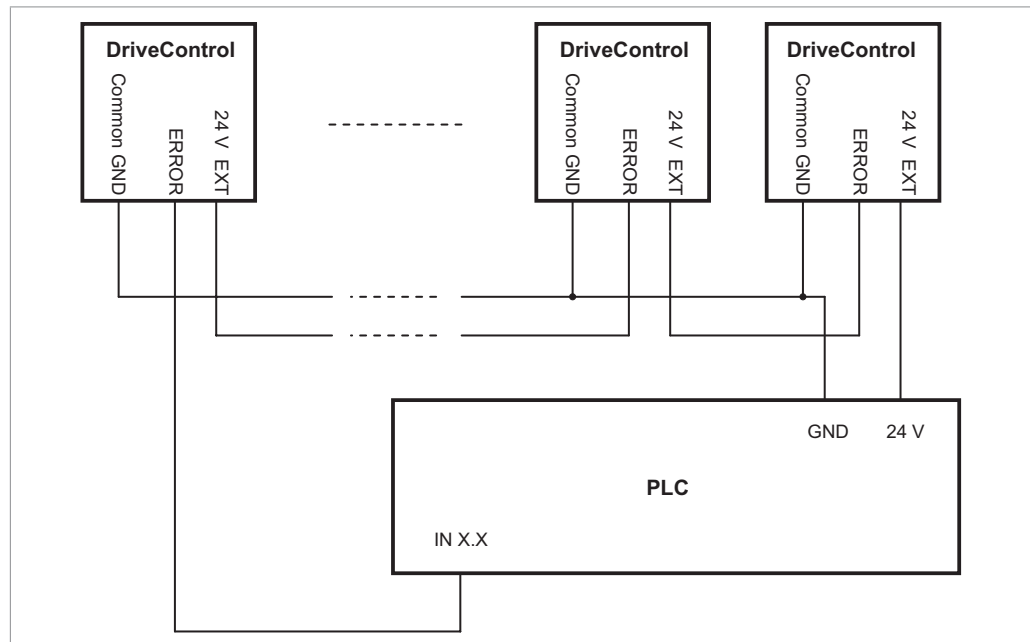 DriveControl
Common GND
ERROR
24 V EXT
DriveControl
Common GND
ERROR
24 V EXT
DriveControl
Common GND
ERROR
24 V EXT
GND
24 V
PLC
IN X.X